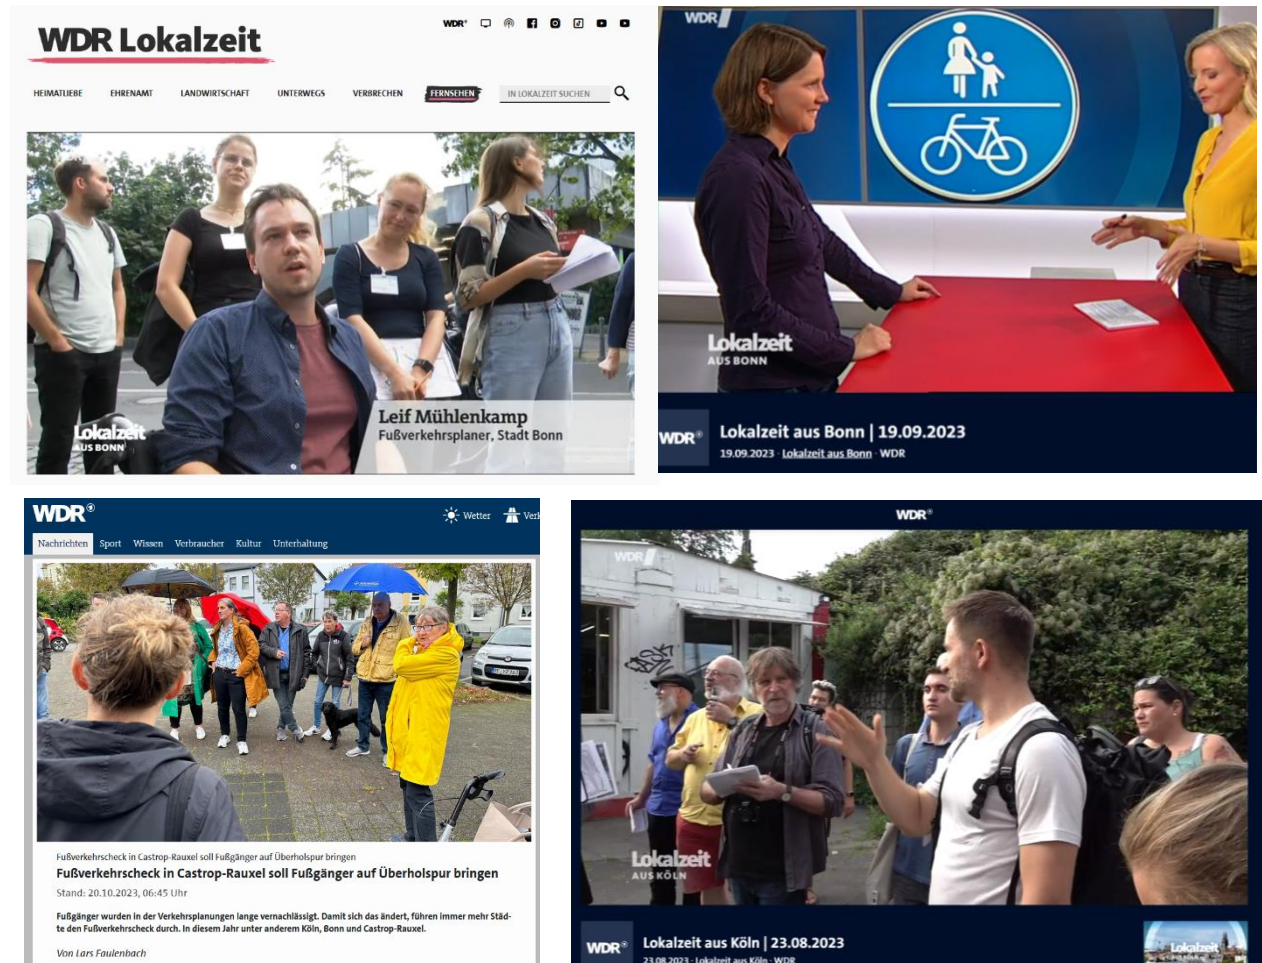 WDR Lokalzeit
WDR®
HEIMATLIEBE EHRENAMT LANDWIRTSCHAFT UNTERWEGS VERBRECHEN FERNSEHEN IN LOKALZEIT SUCHEN
Leif Mühlenkamp
Fußverkehrsplaner, Stadt Bonn
Lokalzeit
AUS BONN
WDR
Lokalzeit
AUS BONN
WDR®
Lokalzeit aus Bonn | 19.09.2023
19.09.2023 · Lokalzeit aus Bonn · WDR
WDR
Wetter
Nachrichten Sport Wissen Verbraucher Kultur Unterhaltung
Fußverkehrscheck in Castrop-Rauxel soll Fußgänger auf Überholspur bringen
Fußverkehrscheck in Castrop-Rauxel soll Fußgänger auf Überholspur bringen
Stand: 20.10.2023, 06:45 Uhr
Fußgänger wurden in der Verkehrsplanungen lange vernachlässigt. Damit sich das ändert, führen immer mehr Städ-
te den Fußverkehrscheck durch. In diesem Jahr unter anderem Köln, Bonn und Castrop-Rauxel.
Von Lars Faulenbach
WDR®
WDR
Lokalzeit
AUS KÖLN
WDR®
Lokalzeit aus Köln | 23.08.2023
23.08.2023 · Lokalzeit aus Köln · WDR
Lokalzeit